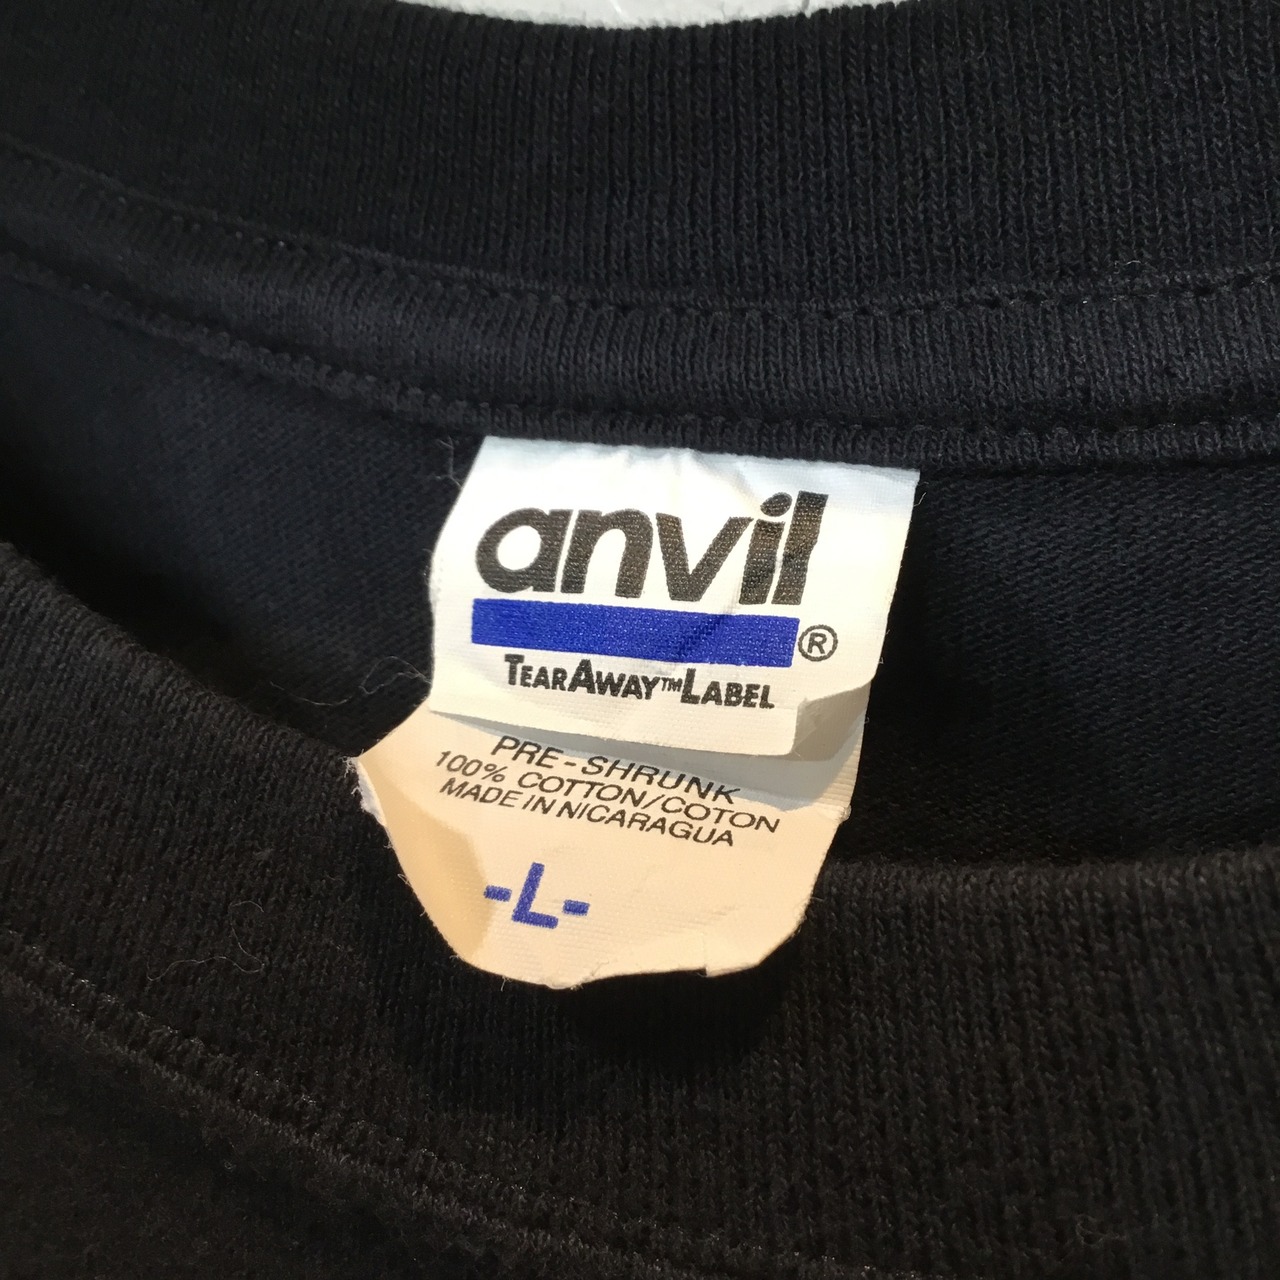 anvil
®
TEARAWAY™LABEL
PRE-SHRUNK
100% COTTON/COTON
MADE IN NICARAGUA
-L-